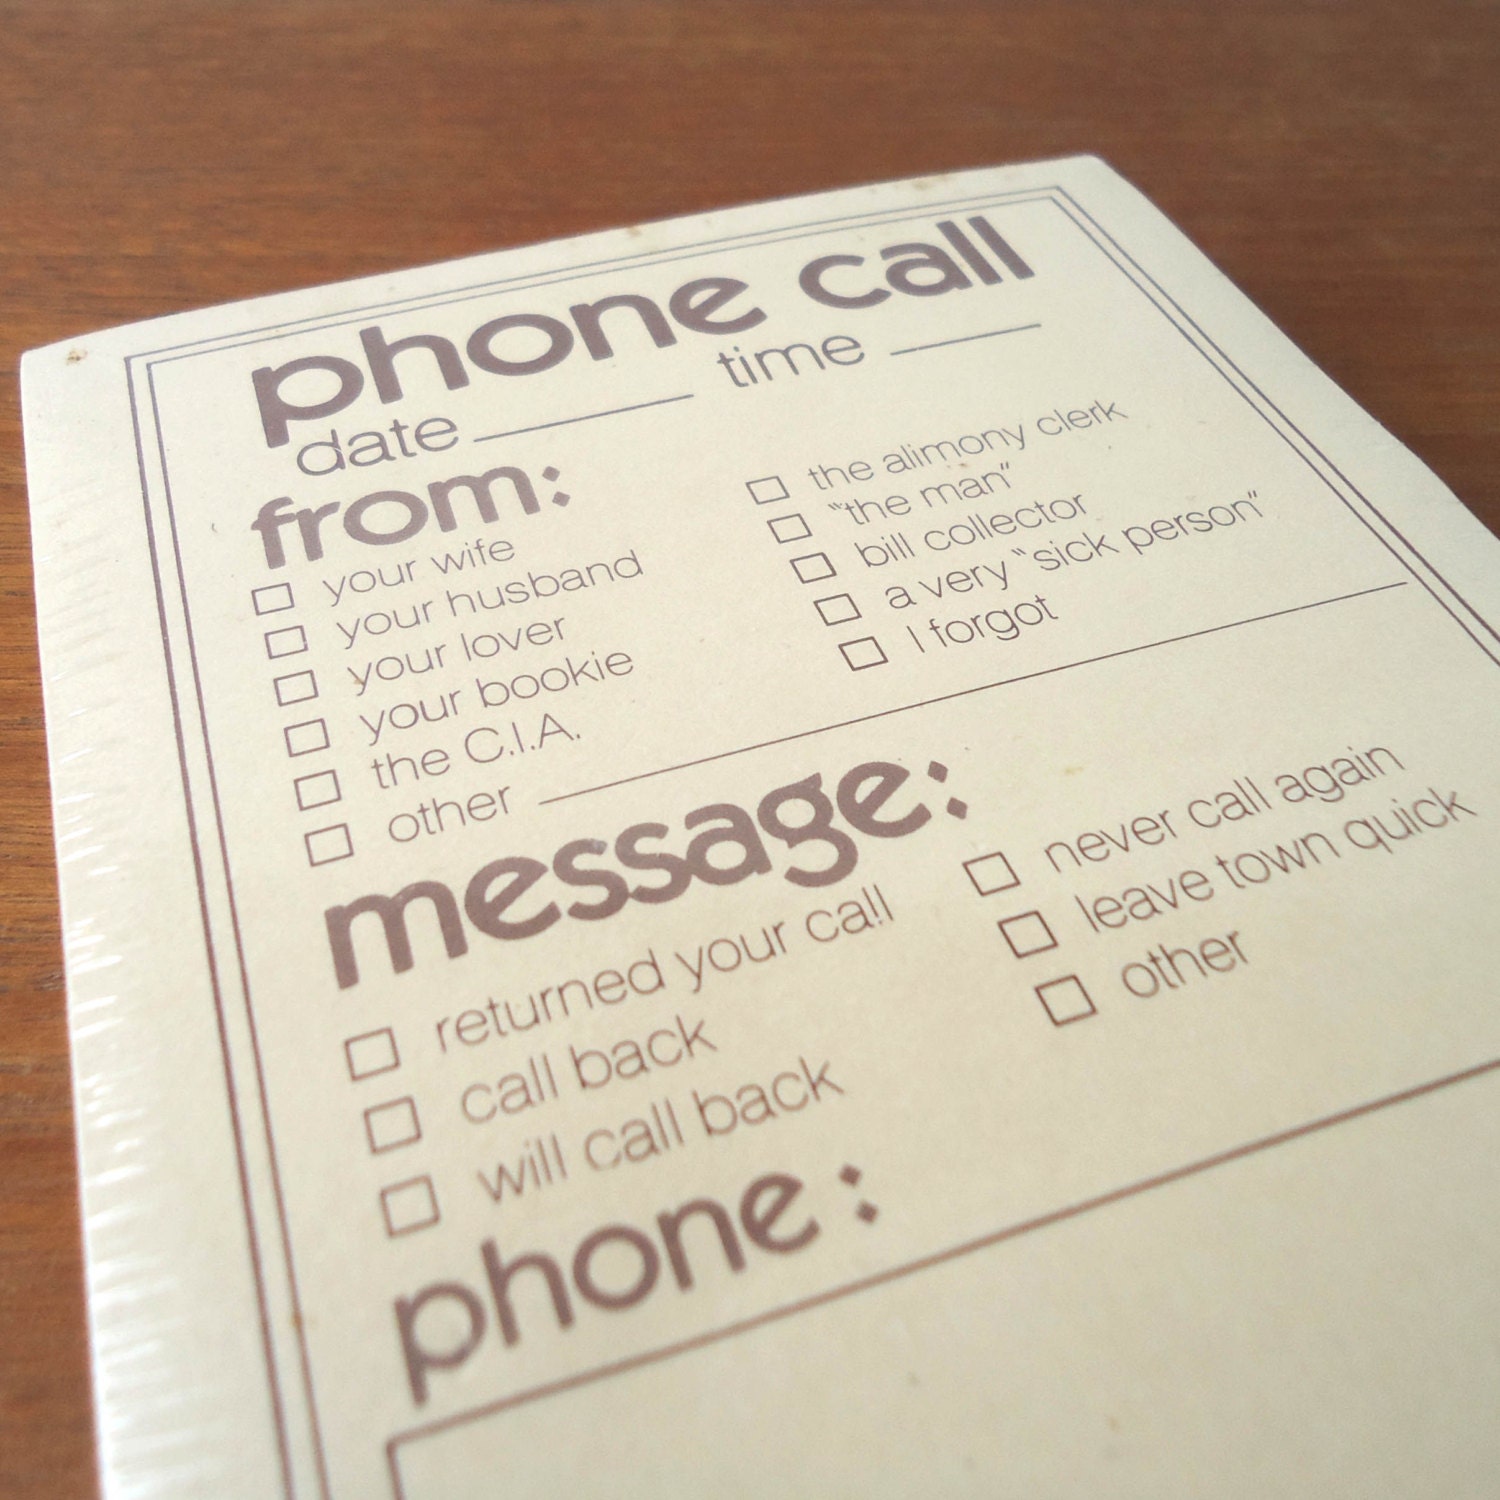 phone call
date time
from:
your wife
your husband
your lover
your bookie
the C.I.A.
other
the alimony clerk
"the man"
bill collector
a very "sick person"
I forgot
message:
returned your call
call back
will call back
never call again
leave town quick
other
phone: